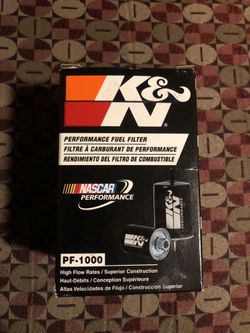 K&N
PERFORMANCE FUEL FILTER
FILTRE À CARBURANT DE PERFORMANCE
RENDIMIENTO DEL FILTRO DE COMBUSTIBLE
NASCAR
PERFORMANCE
K&N
PF-1000
High Flow Rates / Superior Construction
Haut-Débits / Conception Supérieure
Altas Velocidades de Flujo / Construcción Superior